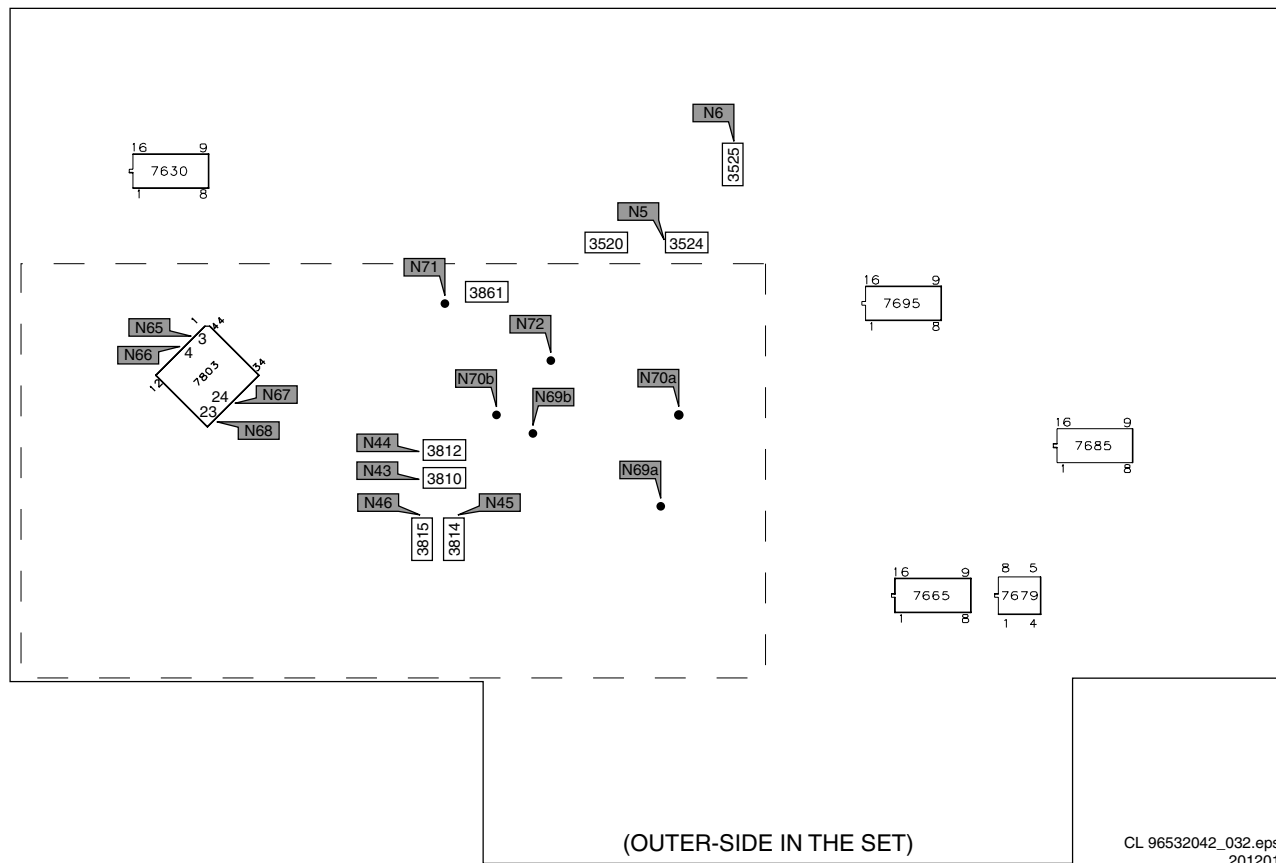 N6
3525
16 9
7630
1 8
N5
3520
3524
N71
3861
16 9
7695
1 8
N65
N66
1
44
3
4
7803
12
34
24
23
N67
N68
N72
N70b
N69b
N70a
N44
3812
N43
3810
N69a
16 9
7685
1 8
N46
N45
3815
3814
16 9
7665
1 8
8 5
7679
1 4
(OUTER-SIDE IN THE SET)
CL 96532042_032.eps
201201